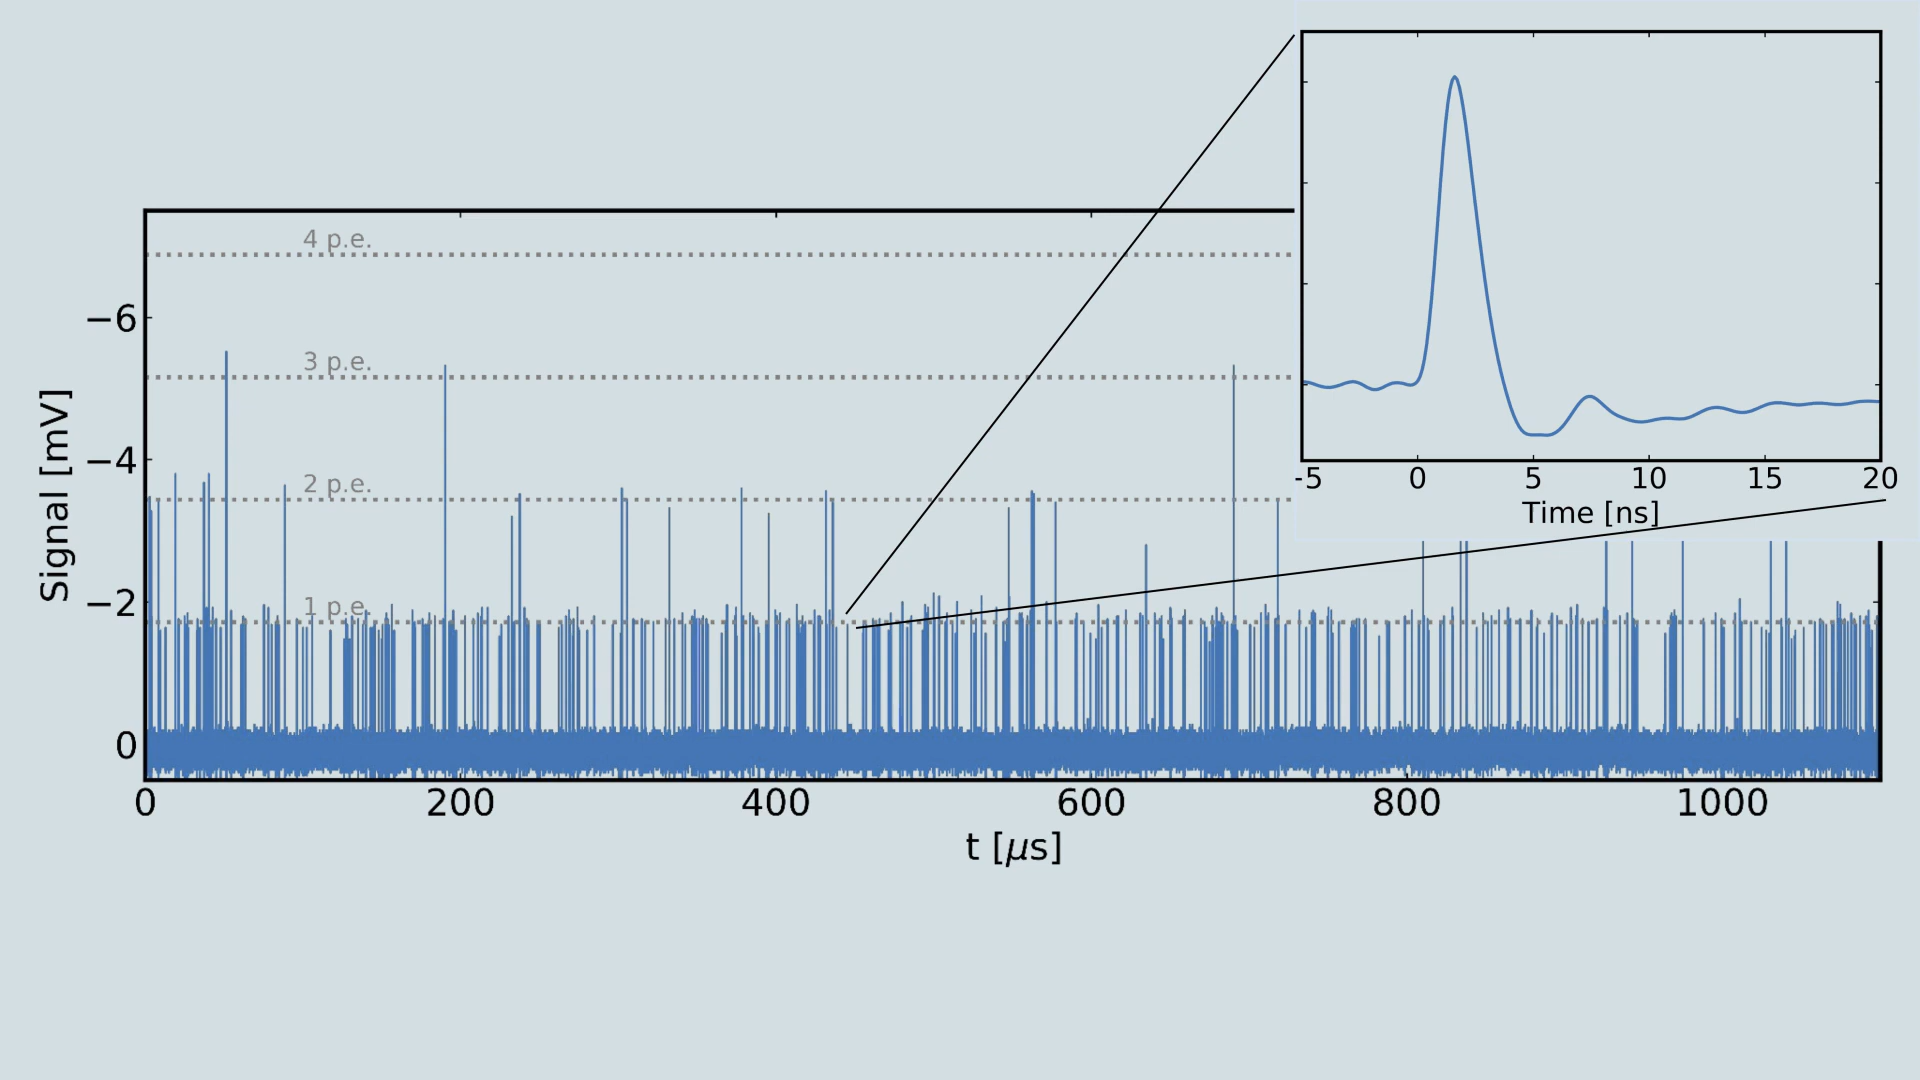 4 p.e.
3 p.e.
2 p.e.
1 p.e.
−6
−4
−2
0
Signal [mV]
0 200 400 600 800 1000
t [μs]
-5 0 5 10 15 20
Time [ns]